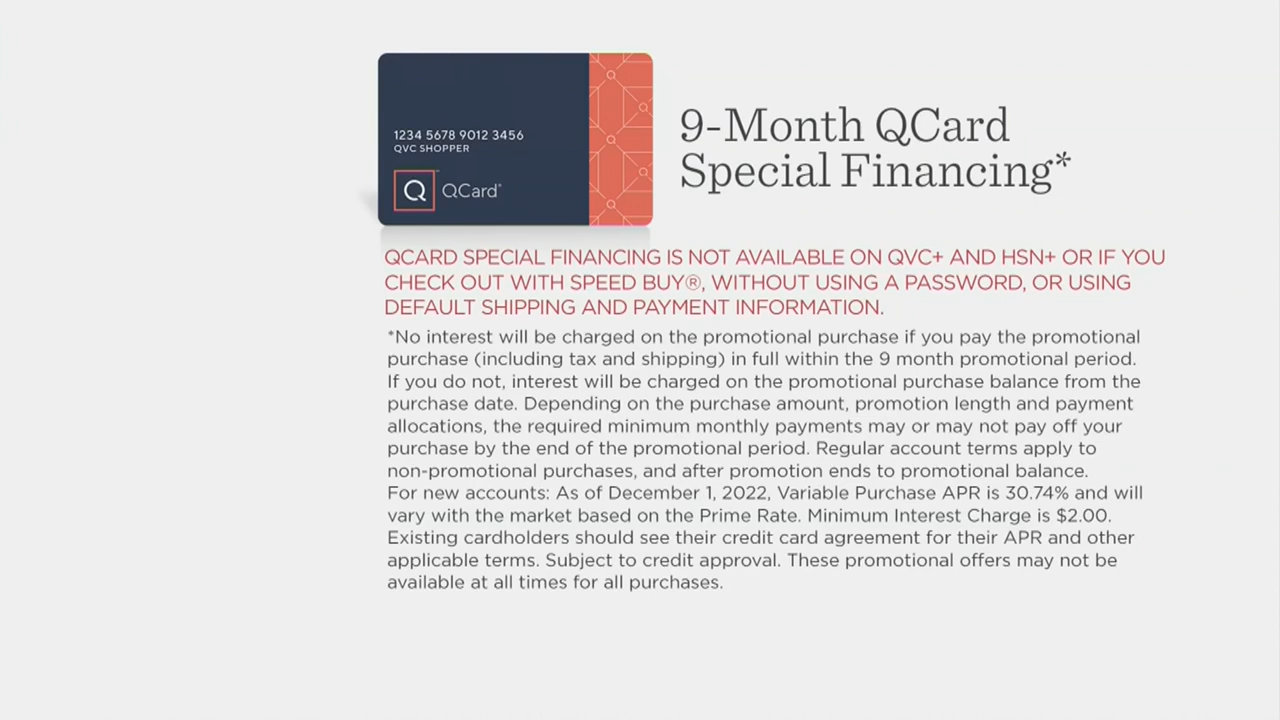 1234 5678 9012 3456
QVC SHOPPER
Q QCard®
9-Month QCard
Special Financing*
QCARD SPECIAL FINANCING IS NOT AVAILABLE ON QVC+ AND HSN+ OR IF YOU
CHECK OUT WITH SPEED BUY®, WITHOUT USING A PASSWORD, OR USING
DEFAULT SHIPPING AND PAYMENT INFORMATION.
*No interest will be charged on the promotional purchase if you pay the promotional
purchase (including tax and shipping) in full within the 9 month promotional period.
If you do not, interest will be charged on the promotional purchase balance from the
purchase date. Depending on the purchase amount, promotion length and payment
allocations, the required minimum monthly payments may or may not pay off your
purchase by the end of the promotional period. Regular account terms apply to
non-promotional purchases, and after promotion ends to promotional balance.
For new accounts: As of December 1, 2022, Variable Purchase APR is 30.74% and will
vary with the market based on the Prime Rate. Minimum Interest Charge is $2.00.
Existing cardholders should see their credit card agreement for their APR and other
applicable terms. Subject to credit approval. These promotional offers may not be
available at all times for all purchases.